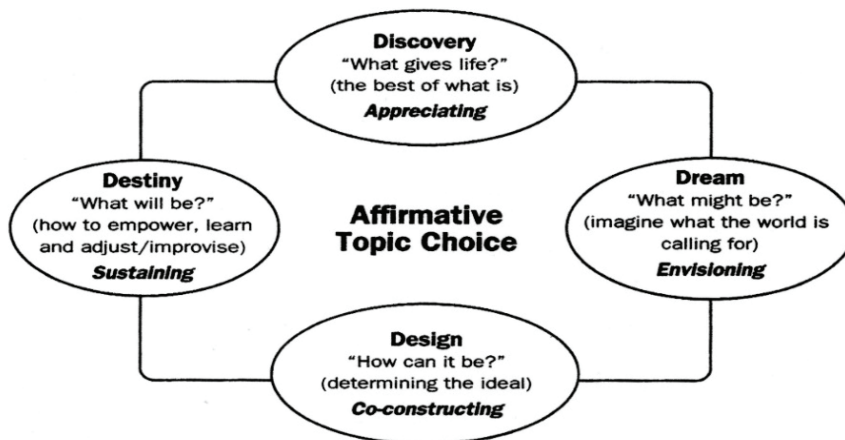 Discovery
“What gives life?”
(the best of what is)
Appreciating
Destiny
“What will be?”
(how to empower, learn
and adjust/improvise)
Sustaining
Affirmative
Topic Choice
Dream
“What might be?”
(imagine what the world is
calling for)
Envisioning
Design
“How can it be?”
(determining the ideal)
Co-constructing